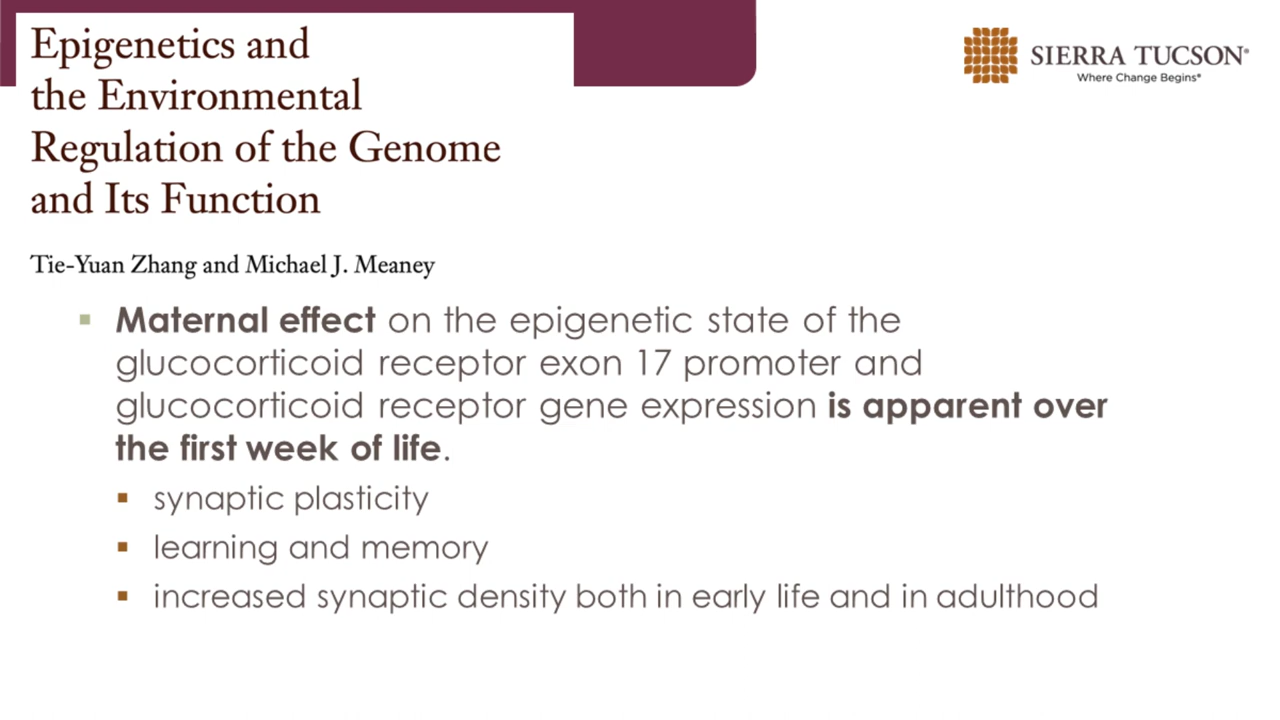 Epigenetics and
the Environmental
Regulation of the Genome
and Its Function
SIERRA TUCSON®
Where Change Begins®
Tie-Yuan Zhang and Michael J. Meaney
▪ Maternal effect on the epigenetic state of the
glucocorticoid receptor exon 17 promoter and
glucocorticoid receptor gene expression is apparent over
the first week of life.
▪ synaptic plasticity
▪ learning and memory
▪ increased synaptic density both in early life and in adulthood